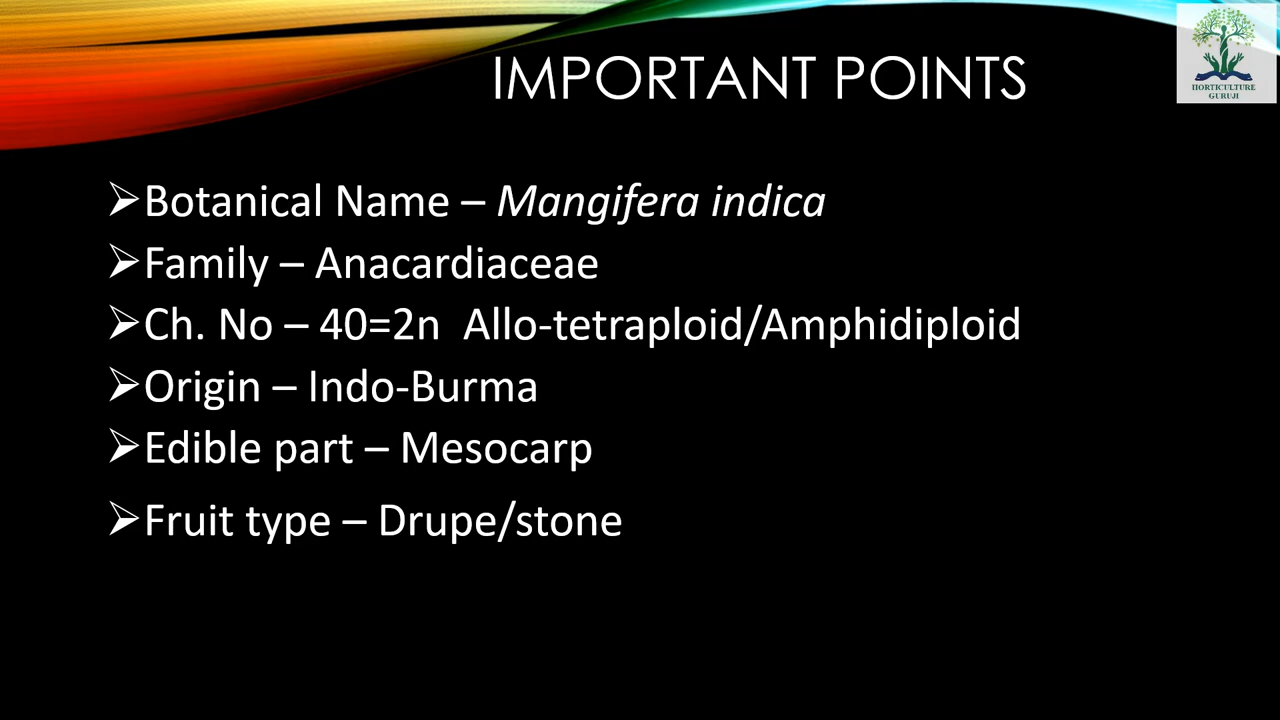 IMPORTANT POINTS
HORTICULTURE
GURUJI
➢Botanical Name – Mangifera indica
➢Family – Anacardiaceae
➢Ch. No – 40=2n  Allo-tetraploid/Amphidiploid
➢Origin – Indo-Burma
➢Edible part – Mesocarp
➢Fruit type – Drupe/stone